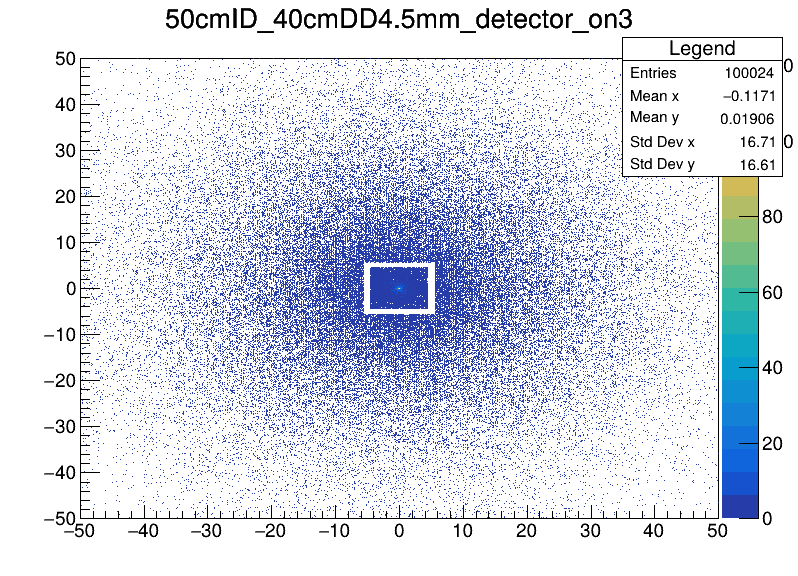 50cmID_40cmDD4.5mm_detector_on3
Legend
Entries 100024
Mean x −0.1171
Mean y 0.01906
Std Dev x 16.71
Std Dev y 16.61
50
40
30
20
10
0
−10
−20
−30
−40
−50
−50 −40 −30 −20 −10 0 10 20 30 40 50
0
0
80
60
40
20
0